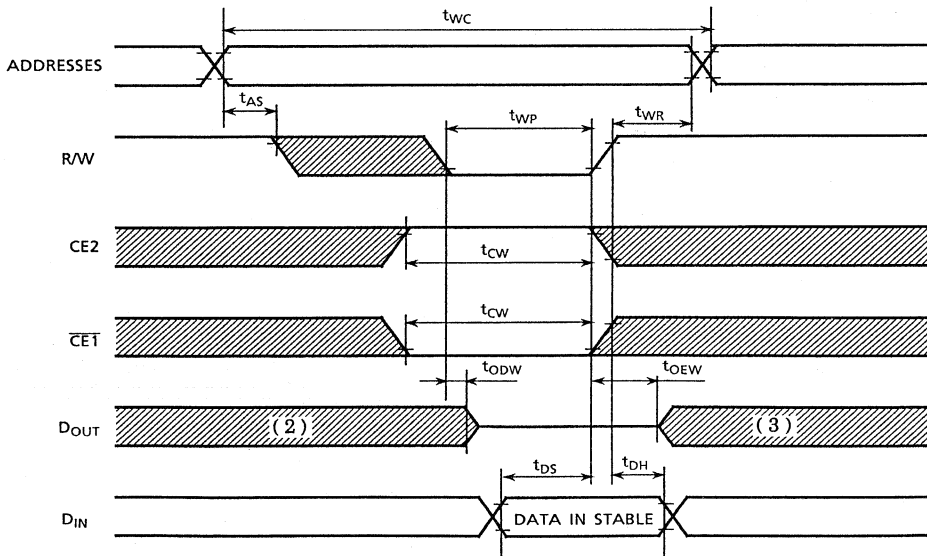 tWC
ADDRESSES
tAS
tWP
tWR
R/W
CE2
tCW
tCW
CE1
tODW
tOEW
DOUT
(2)
(3)
tDS
tDH
DIN
DATA IN STABLE